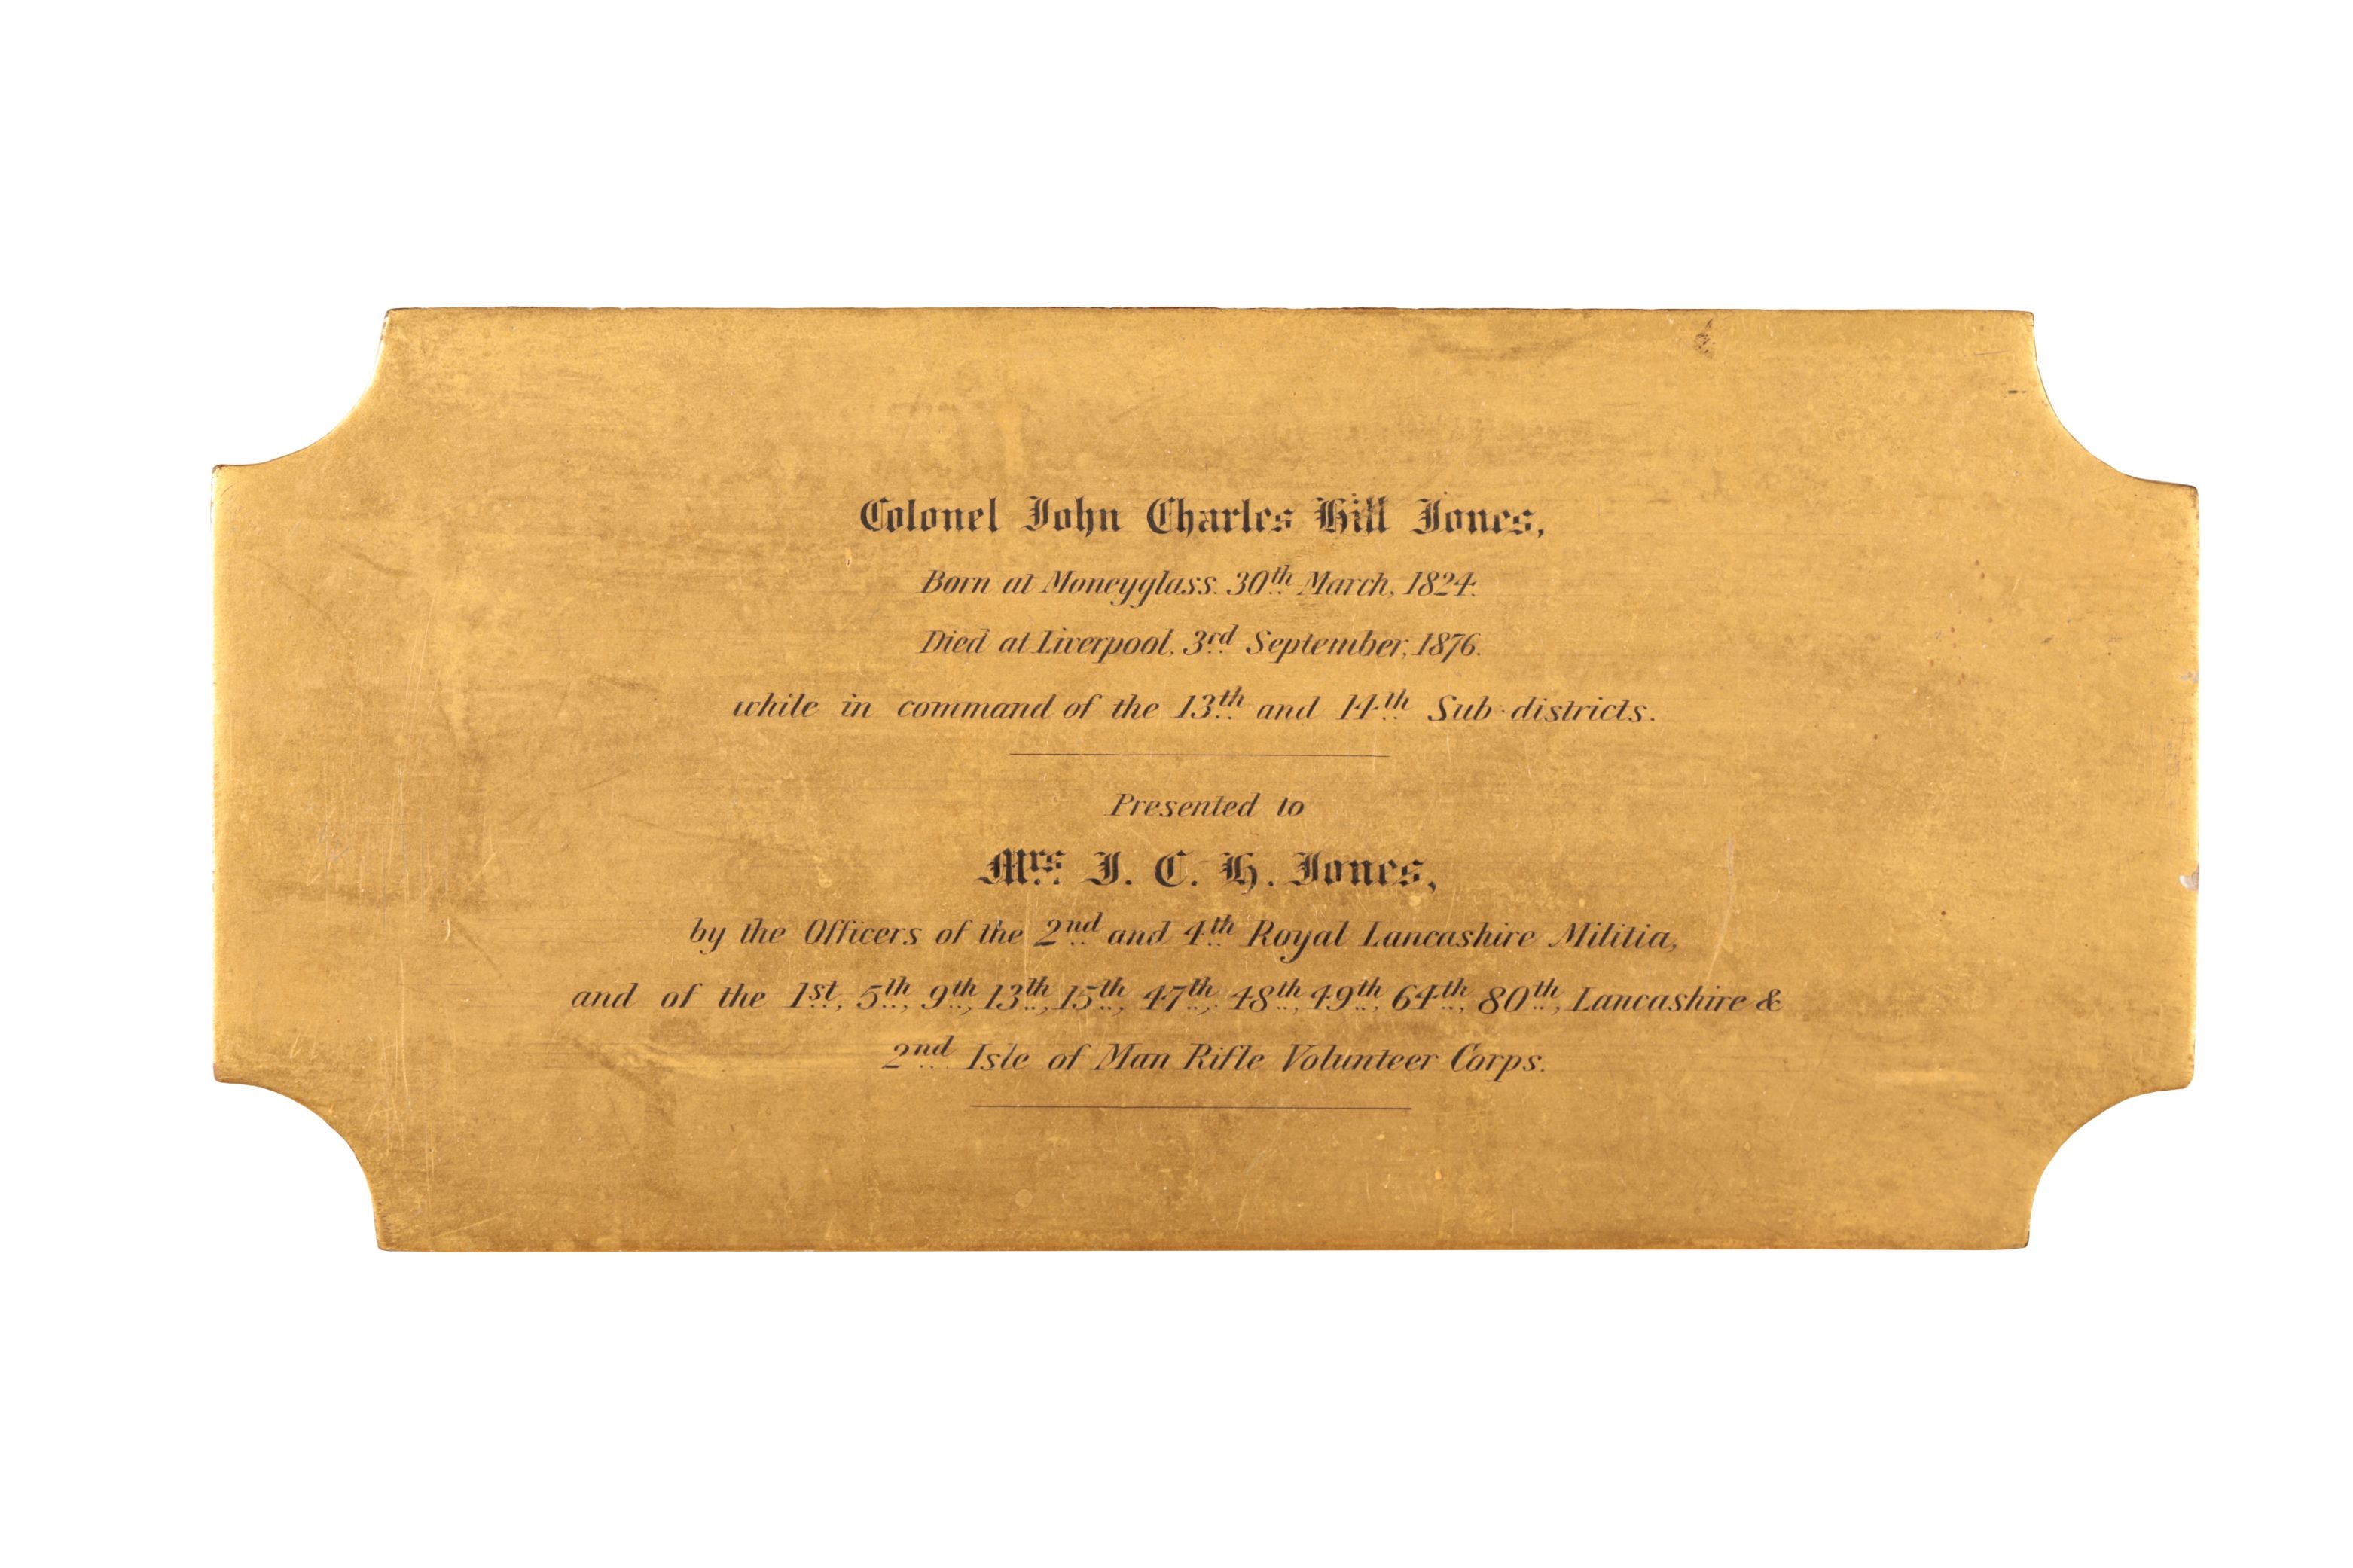 Colonel John Charles Hill Jones,
Born at Moneyglass. 30th March, 1824.
Died at Liverpool, 3rd September, 1876.
while in command of the 13th and 14th Sub-districts.
Presented to
Mrs. J. C. H. Jones,
by the Officers of the 2nd and 4th Royal Lancashire Militia,
and of the 1st, 5th, 9th, 13th, 15th, 47th, 48th, 49th, 64th, 80th, Lancashire &
2nd Isle of Man Rifle Volunteer Corps.